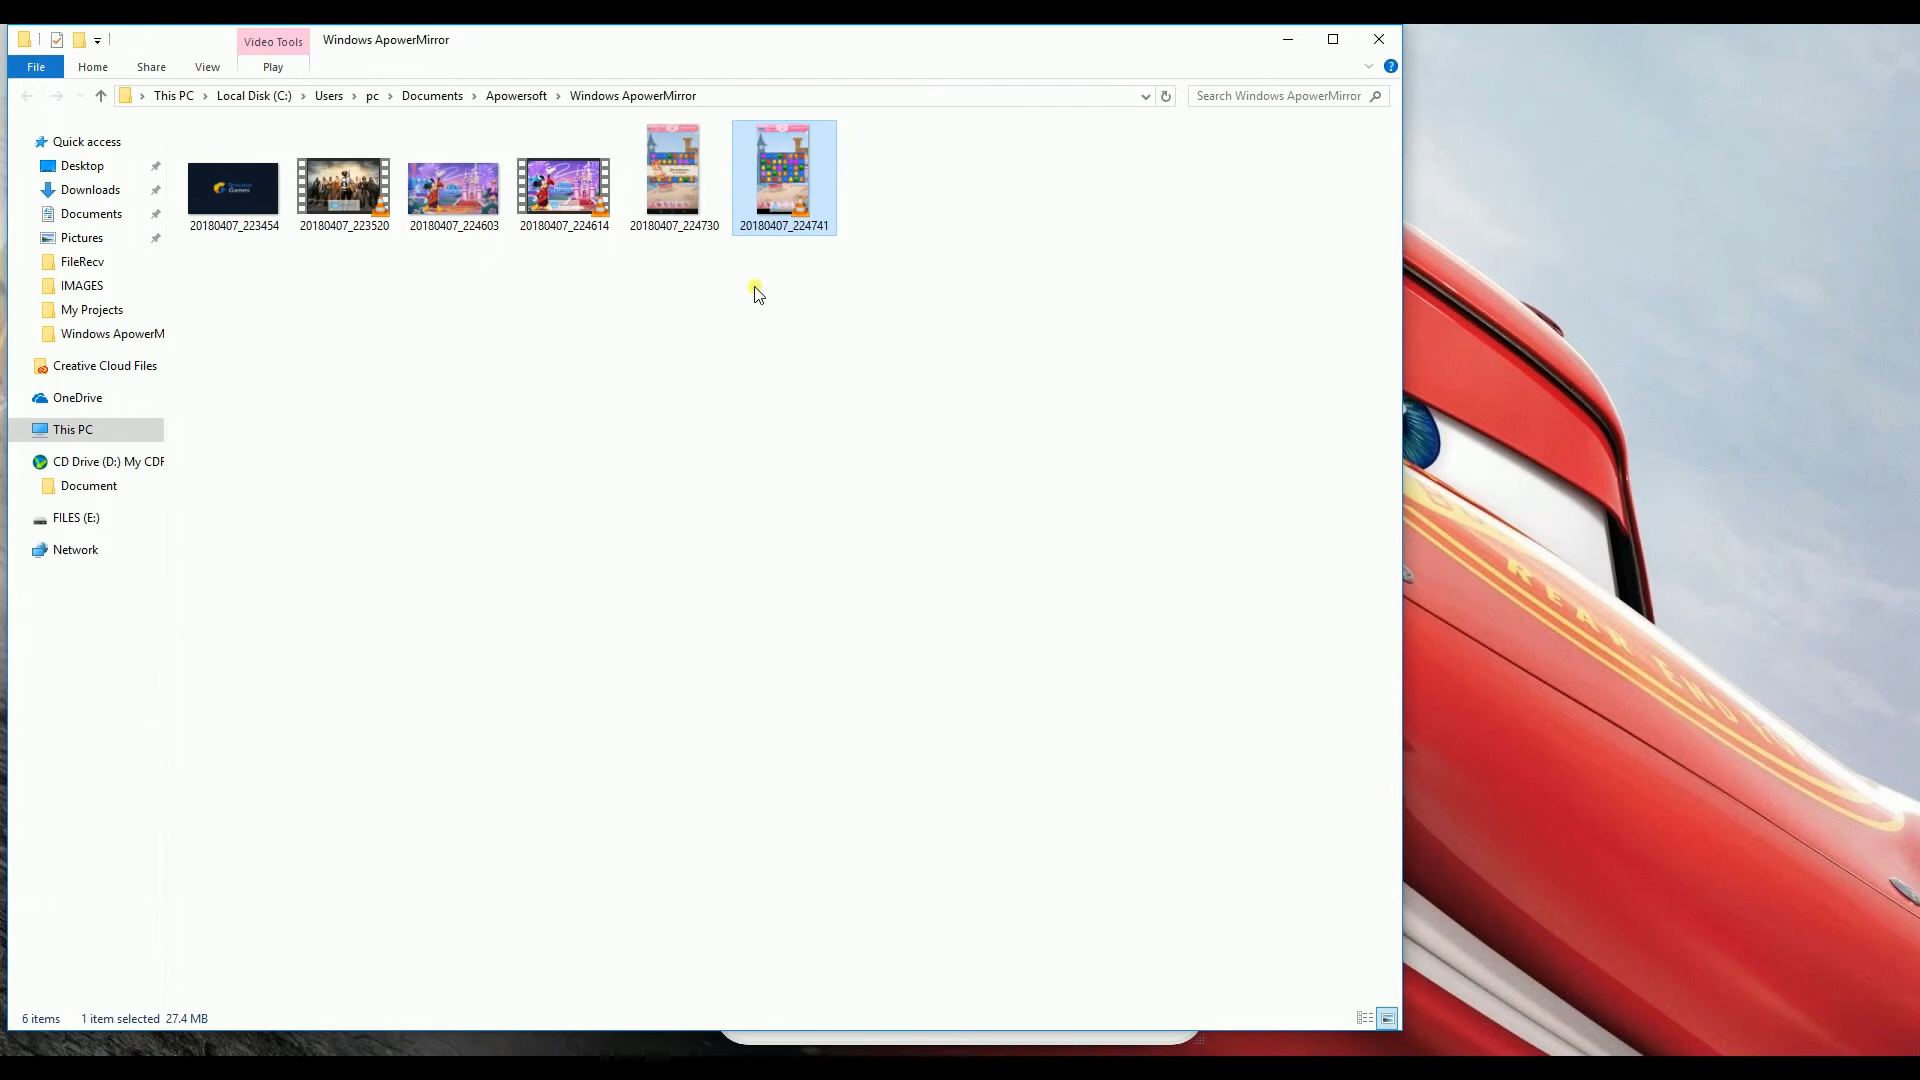 Video Tools
Windows ApowerMirror
File
Home
Share
View
Play
This PC
Local Disk (C:)
Users
pc
Documents
Apowersoft
Windows ApowerMirror
Search Windows ApowerMirror
Quick access
Desktop
Downloads
Documents
Pictures
FileRecv
IMAGES
My Projects
Windows ApowerM
Creative Cloud Files
OneDrive
This PC
CD Drive (D:) My CDF
Document
FILES (E:)
Network
Games
20180407_223454
20180407_223520
20180407_224603
20180407_224614
20180407_224730
20180407_224741
6 items
1 item selected 27.4 MB
REAR END